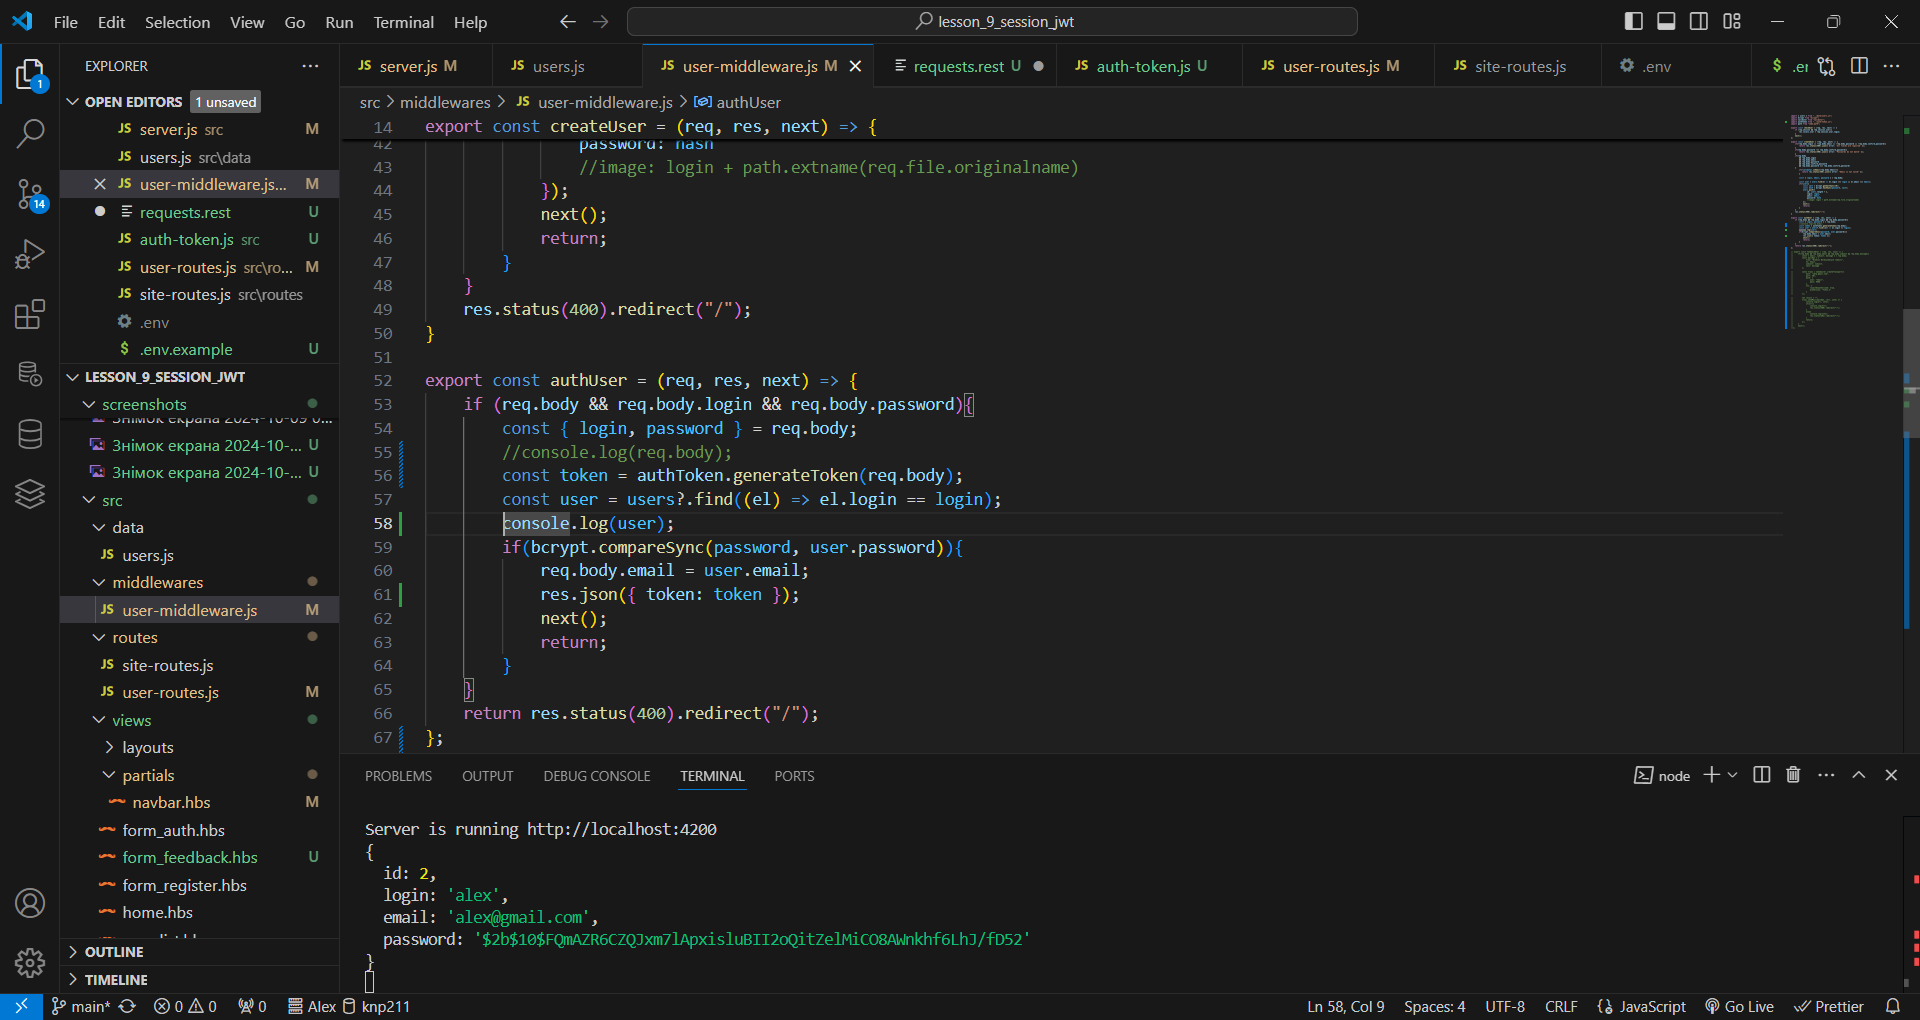 File Edit Selection View Go Run Terminal Help
lesson_9_session_jwt
EXPLORER
OPEN EDITORS 1 unsaved
JS server.js src M
JS users.js src\data
JS user-middleware.js... M
requests.rest U
JS auth-token.js src U
JS user-routes.js src\ro... M
JS site-routes.js src\routes
.env
$ .env.example U
LESSON_9_SESSION_JWT
screenshots
Знімок екрана 2024-10-09 0...
Знімок екрана 2024-10-... U
Знімок екрана 2024-10-... U
src
data
JS users.js
middlewares
JS user-middleware.js M
routes
JS site-routes.js
JS user-routes.js M
views
layouts
partials
navbar.hbs M
form_auth.hbs
form_feedback.hbs U
form_register.hbs
home.hbs
OUTLINE
TIMELINE
1
14
JS server.js M JS users.js JS user-middleware.js M requests.rest U JS auth-token.js U JS user-routes.js M JS site-routes.js .env $ .er
src > middlewares > JS user-middleware.js > authUser
14 export const createUser = (req, res, next) => {
42 password: hash
43 //image: login + path.extname(req.file.originalname)
44 });
45 next();
46 return;
47 }
48 }
49 res.status(400).redirect("/");
50 }
51
52 export const authUser = (req, res, next) => {
53 if (req.body && req.body.login && req.body.password){
54 const { login, password } = req.body;
55 //console.log(req.body);
56 const token = authToken.generateToken(req.body);
57 const user = users?.find((el) => el.login == login);
58 console.log(user);
59 if(bcrypt.compareSync(password, user.password)){
60 req.body.email = user.email;
61 res.json({ token: token });
62 next();
63 return;
64 }
65 }
66 return res.status(400).redirect("/");
67 };
PROBLEMS OUTPUT DEBUG CONSOLE TERMINAL PORTS
node
Server is running http://localhost:4200
{
id: 2,
login: 'alex',
email: 'alex@gmail.com',
password: '$2b$10$FQmAZR6CZQJxm7lApxisluBII2oQitZelMiCO8AWnkhf6LhJ/fD52'
}
main* 0 0 0 Alex knp211
Ln 58, Col 9 Spaces: 4 UTF-8 CRLF {} JavaScript Go Live Prettier